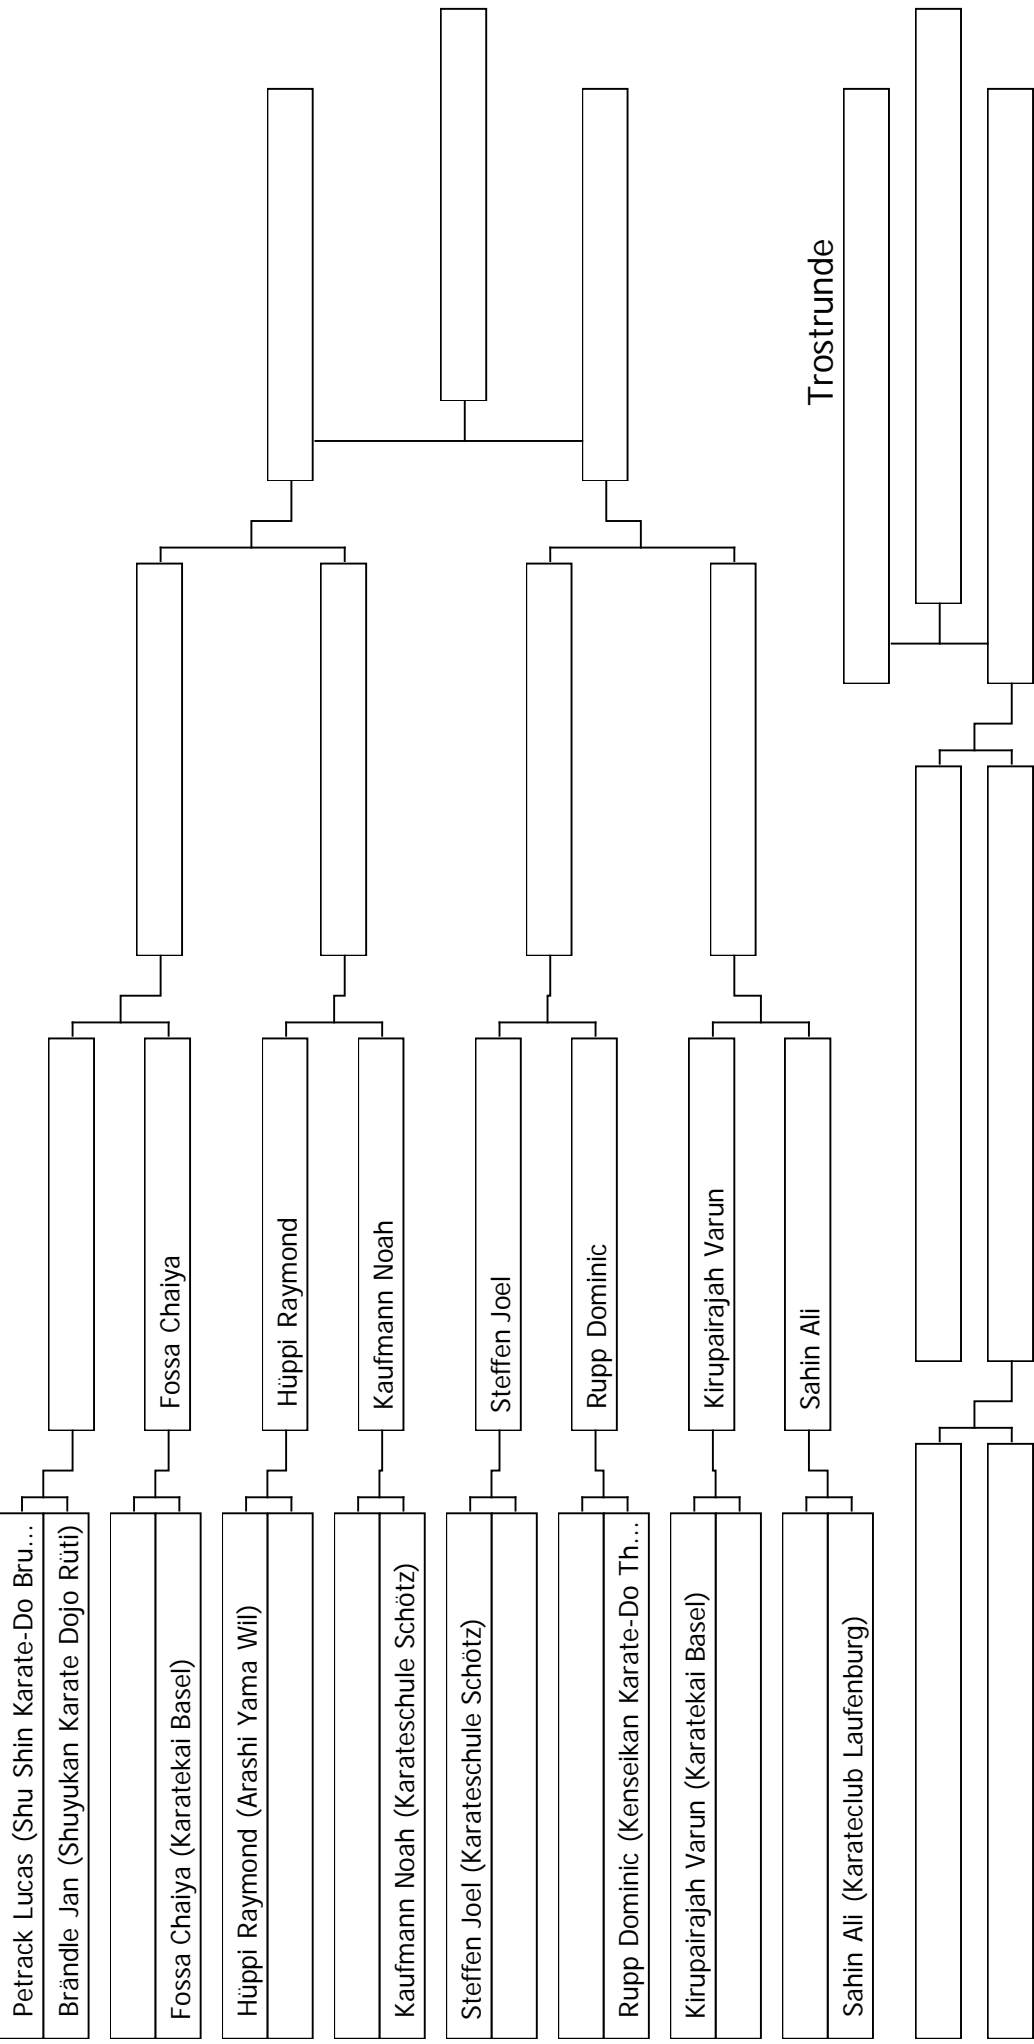 Petrack Lucas (Shu Shin Karate-Do Bru...
Brändle Jan (Shuyukan Karate Dojo Rüti)
Fossa Chaiya (Karatekai Basel)
Hüppi Raymond (Arashi Yama Wil)
Kaufmann Noah (Karateschule Schötz)
Steffen Joel (Karateschule Schötz)
Rupp Dominic (Kenseikan Karate-Do Th...
Kirupairajah Varun (Karatekai Basel)
Sahin Ali (Karateclub Laufenburg)
Fossa Chaiya
Hüppi Raymond
Kaufmann Noah
Steffen Joel
Rupp Dominic
Kirupairajah Varun
Sahin Ali
Trostrunde